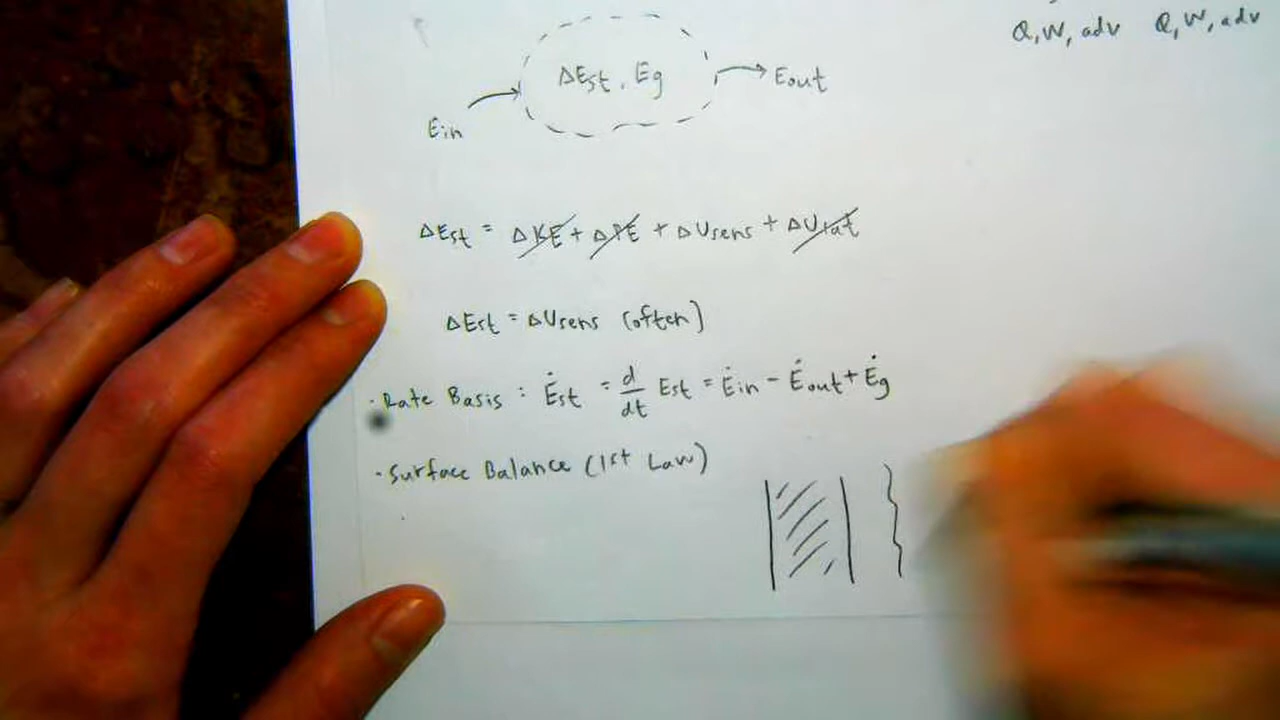 Q, W, adv Q, W, adv
ΔEst, Eg
Eout
Ein
ΔEst = ΔKE + ΔPE + ΔUsens + ΔUlat
ΔEst = ΔUsens (often)
· Rate Basis : Ėst = d/dt Est = Ėin - Ėout + Ėg
· Surface Balance (1st Law)